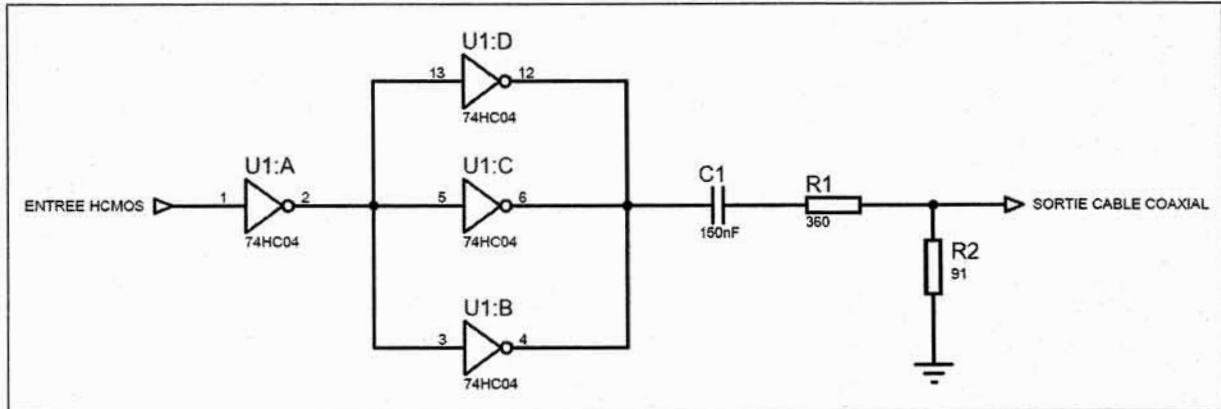 U1:D
13 12
74HC04
U1:A
U1:C
C1
R1
ENTREE HCMOS
1 2
5 6
SORTIE CABLE COAXIAL
74HC04
74HC04
150nF
360
R2
91
U1:B
3 4
74HC04